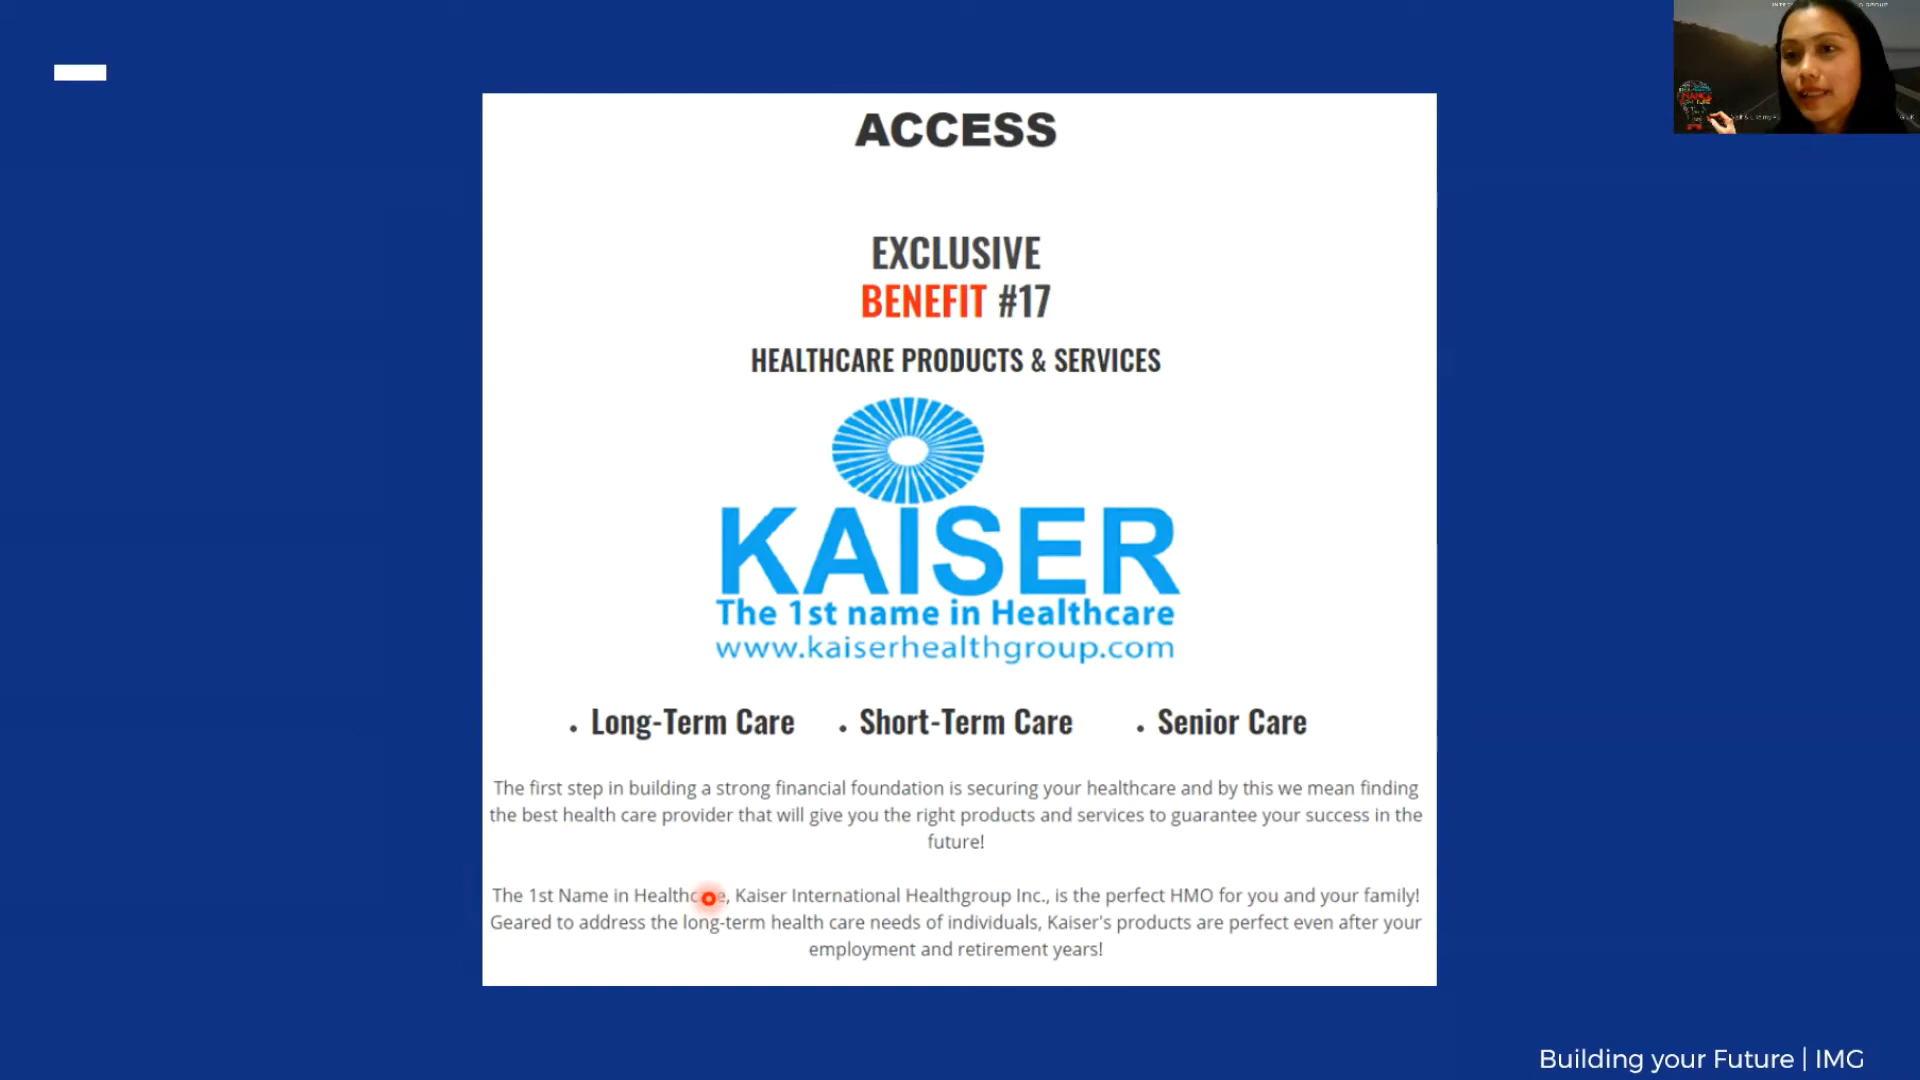 ACCESS
EXCLUSIVE
BENEFIT #17
HEALTHCARE PRODUCTS & SERVICES
KAISER
The 1st name in Healthcare
www.kaiserhealthgroup.com
• Long-Term Care • Short-Term Care • Senior Care
The first step in building a strong financial foundation is securing your healthcare and by this we mean finding
the best health care provider that will give you the right products and services to guarantee your success in the
future!
The 1st Name in Healthcare, Kaiser International Healthgroup Inc., is the perfect HMO for you and your family!
Geared to address the long-term health care needs of individuals, Kaiser's products are perfect even after your
employment and retirement years!
Building your Future | IMG